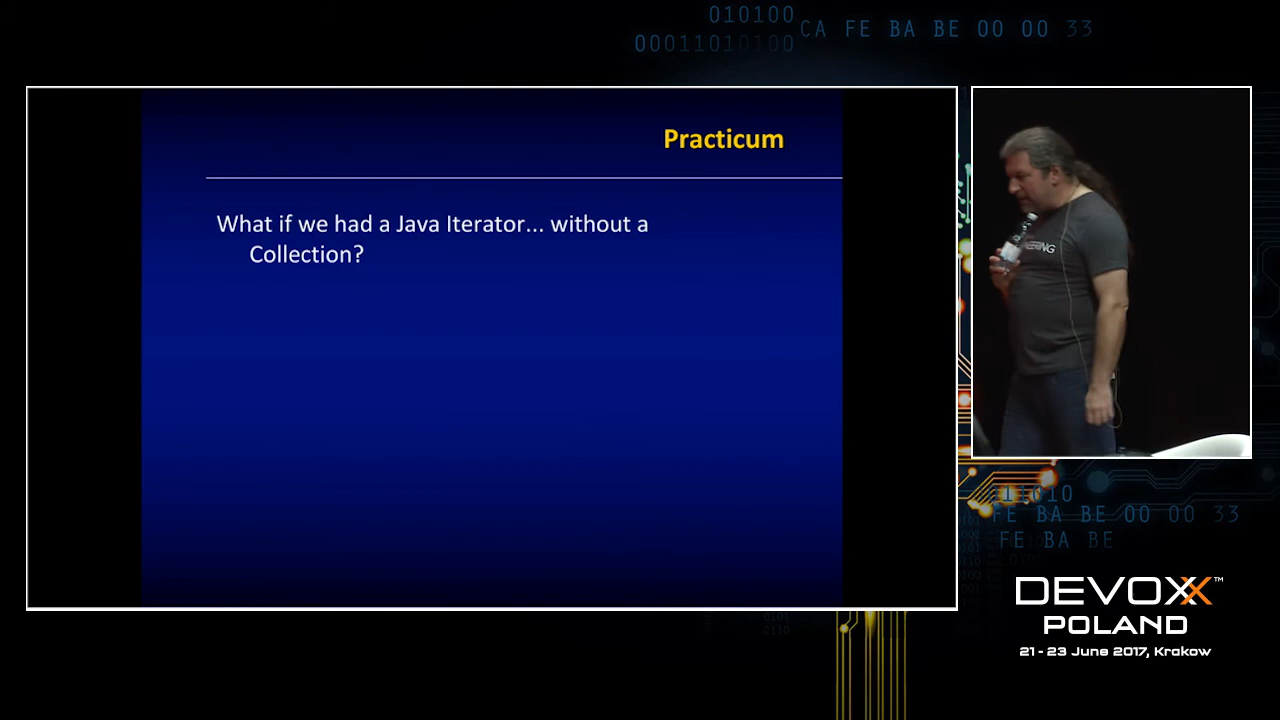 010100
00011010100
CA FE BA BE 00 00 33
Practicum
What if we had a Java Iterator... without a
Collection?
FE BA BE 00 00 33
FE BA BE
DEVOXX™
POLAND
21 - 23 June 2017, Krakow